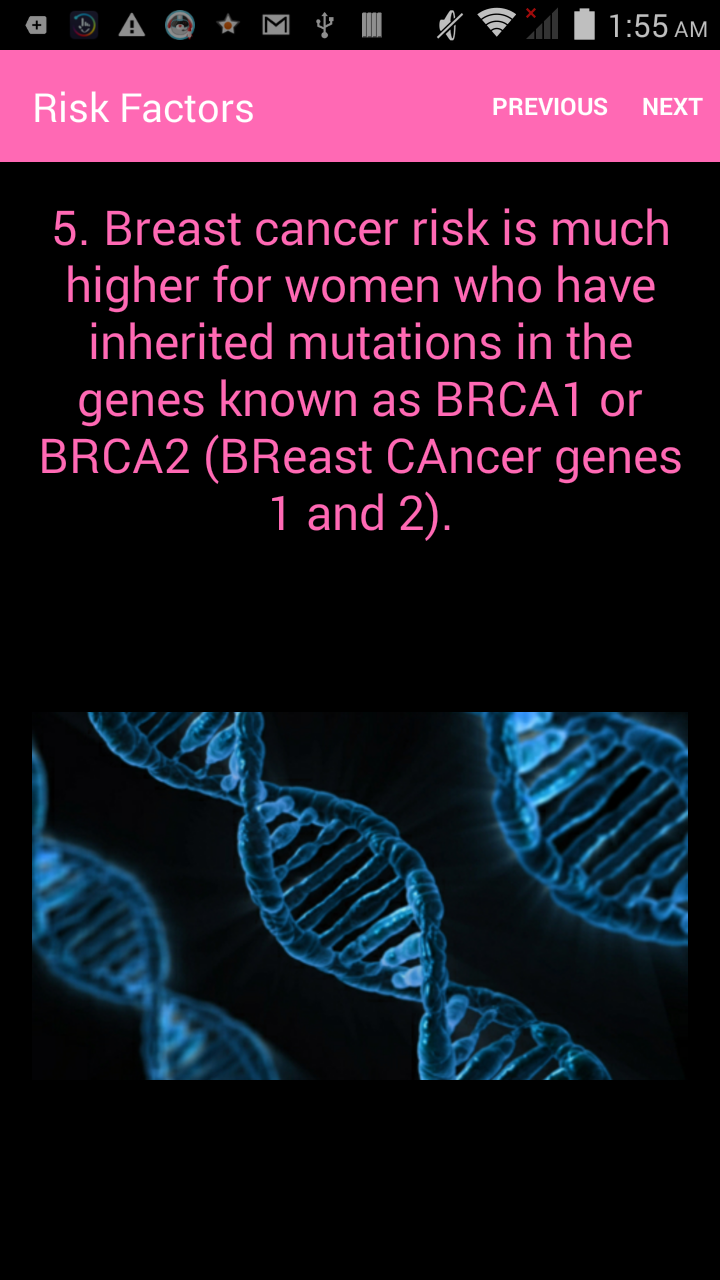 1:55 AM
Risk Factors PREVIOUS NEXT
5. Breast cancer risk is much
higher for women who have
inherited mutations in the
genes known as BRCA1 or
BRCA2 (BReast CAncer genes
1 and 2).